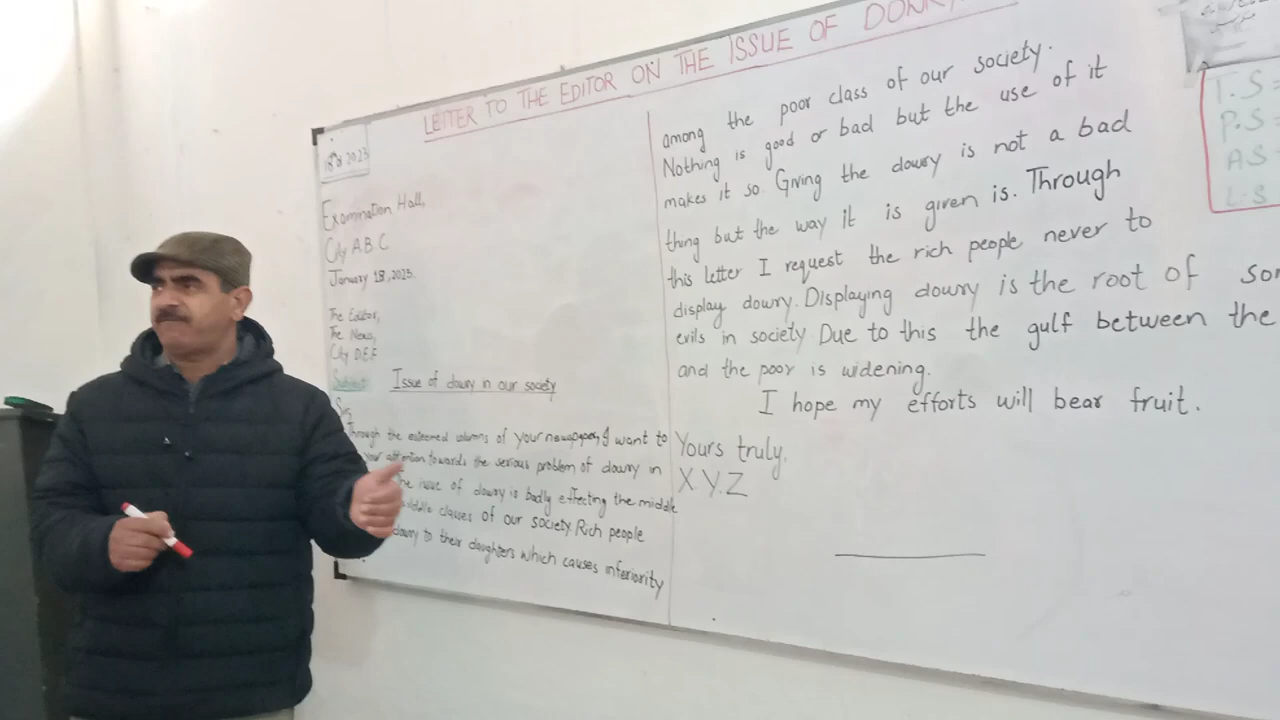 LETTER TO THE EDITOR ON THE ISSUE OF DOWRY
2023
Examination Hall,
City A.B.C
January 18, 2023.
The Editor,
The News,
City D.E.F
Subject:
Issue of dowry in our society
Sir,
Through the esteemed columns of your newspaper, I want to
your attention towards the serious problem of dowry in
The issue of dowry is badly effecting the middle
middle classes of our society. Rich people
dowry to their daughters which causes inferiority
among the poor class of our society.
Nothing is good or bad but the use of it
makes it so. Giving the dowry is not a bad
thing but the way it is given is. Through
this letter I request the rich people never to
display dowry. Displaying dowry is the root of
evils in society Due to this the gulf between the
and the poor is widening.
I hope my efforts will bear fruit.
Yours truly,
X.Y.Z
T.S =
P.S =
A.S =
L.S